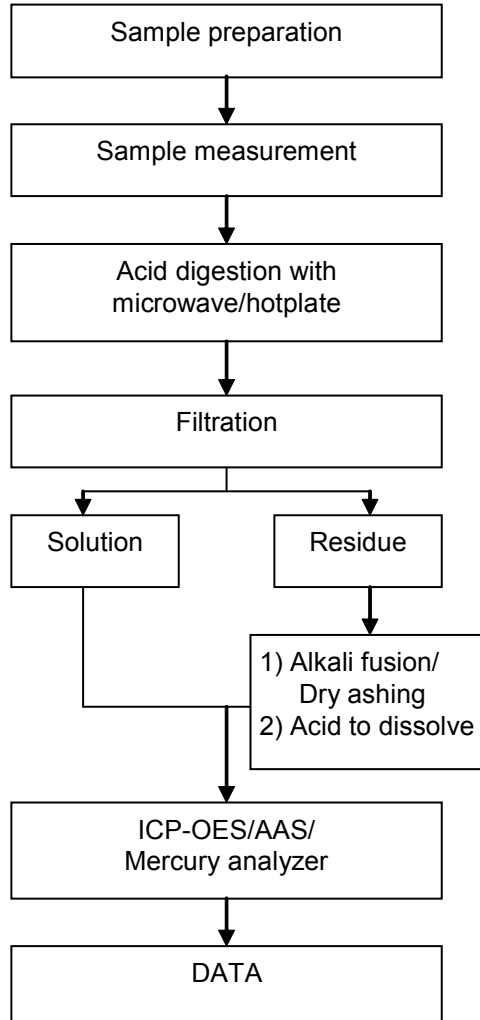 Sample preparation
Sample measurement
Acid digestion with
microwave/hotplate
Filtration
Solution
Residue
1) Alkali fusion/
Dry ashing
2) Acid to dissolve
ICP-OES/AAS/
Mercury analyzer
DATA